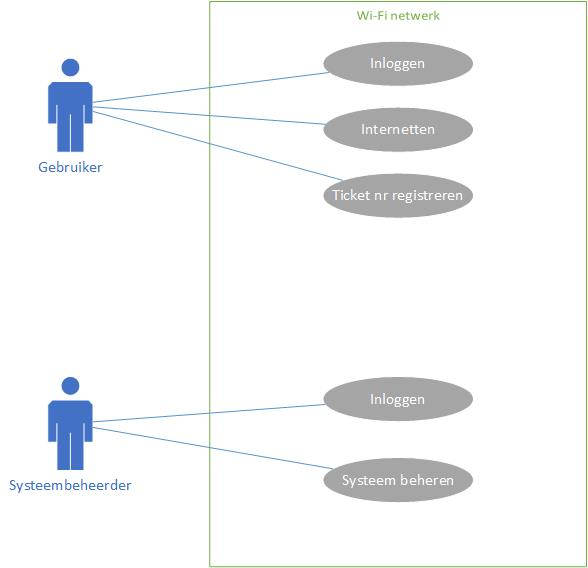 Wi-Fi netwerk
Inloggen
Internetten
Gebruiker
Ticket nr registreren
Inloggen
Systeem beheren
Systeembeheerder